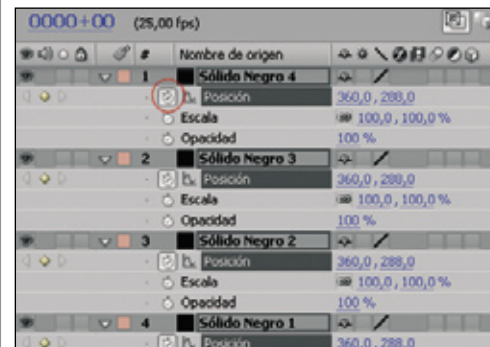 0000+00 (25,00 fps)
# Nombre de origen
1 Sólido Negro 4
Posición 360,0, 288,0
Escala 100,0, 100,0 %
Opacidad 100 %
2 Sólido Negro 3
Posición 360,0, 288,0
Escala 100,0, 100,0 %
Opacidad 100 %
3 Sólido Negro 2
Posición 360,0, 288,0
Escala 100,0, 100,0 %
Opacidad 100 %
4 Sólido Negro 1
Posición 360,0, 288,0